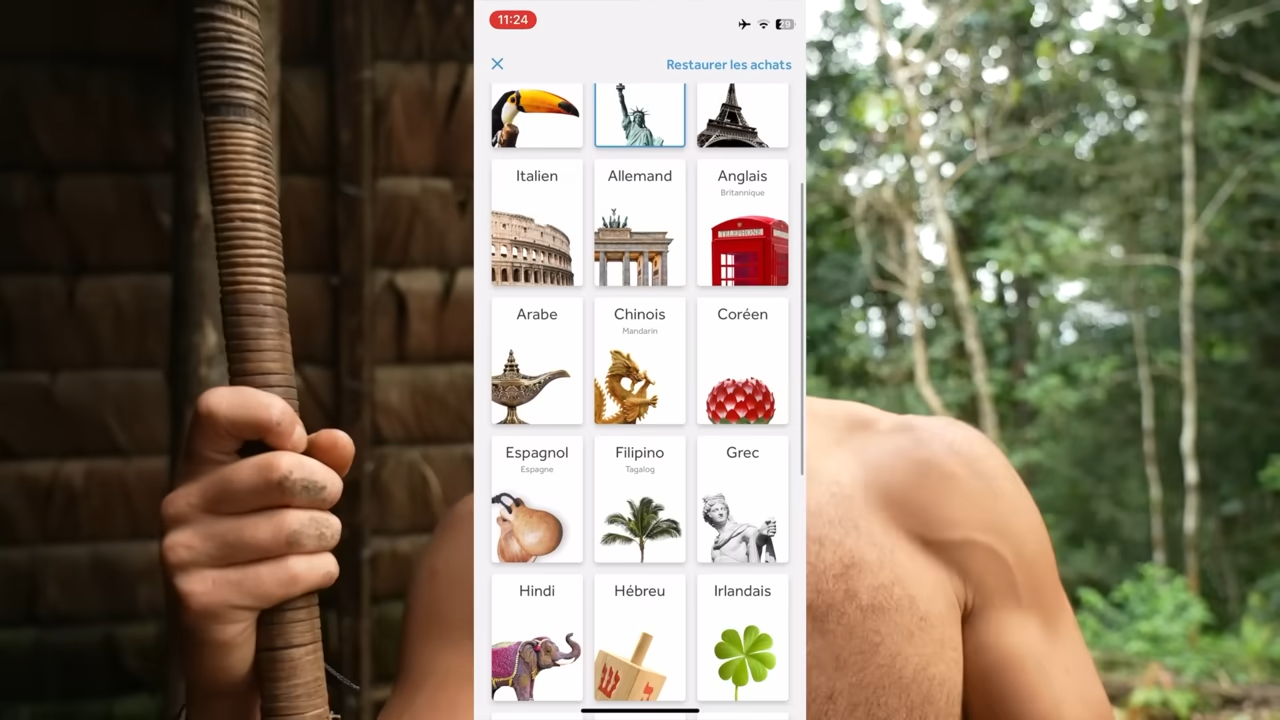 11:24
29
Restaurer les achats
Italien
Allemand
Anglais
Britannique
TELEPHONE
Arabe
Chinois
Mandarin
Coréen
Espagnol
Espagne
Filipino
Tagalog
Grec
Hindi
Hébreu
ש
Irlandais